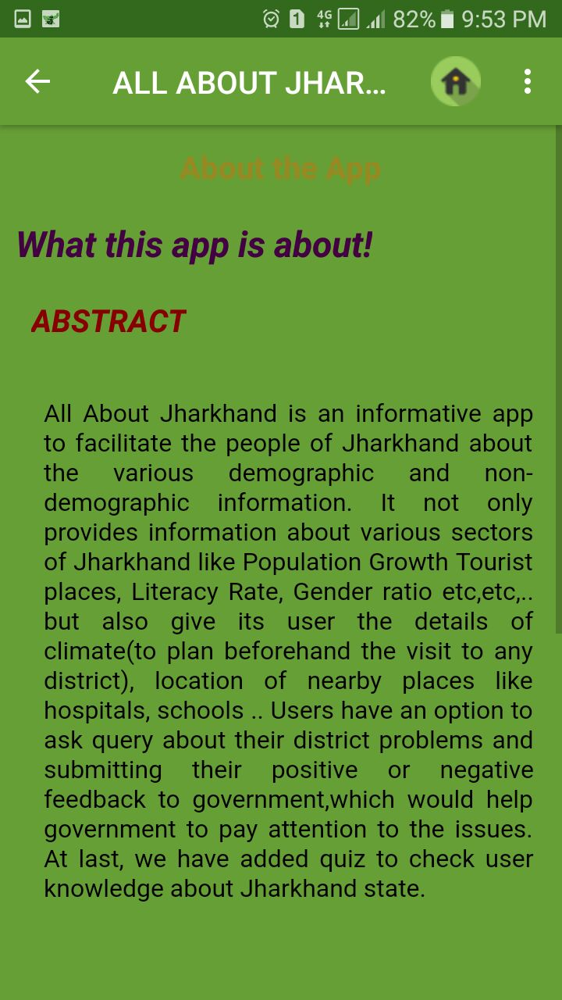 1 4G 82% 9:53 PM
ALL ABOUT JHAR...
About the App
What this app is about!
ABSTRACT
All About Jharkhand is an informative app
to facilitate the people of Jharkhand about
the various demographic and non-
demographic information. It not only
provides information about various sectors
of Jharkhand like Population Growth Tourist
places, Literacy Rate, Gender ratio etc,etc,..
but also give its user the details of
climate(to plan beforehand the visit to any
district), location of nearby places like
hospitals, schools .. Users have an option to
ask query about their district problems and
submitting their positive or negative
feedback to government,which would help
government to pay attention to the issues.
At last, we have added quiz to check user
knowledge about Jharkhand state.